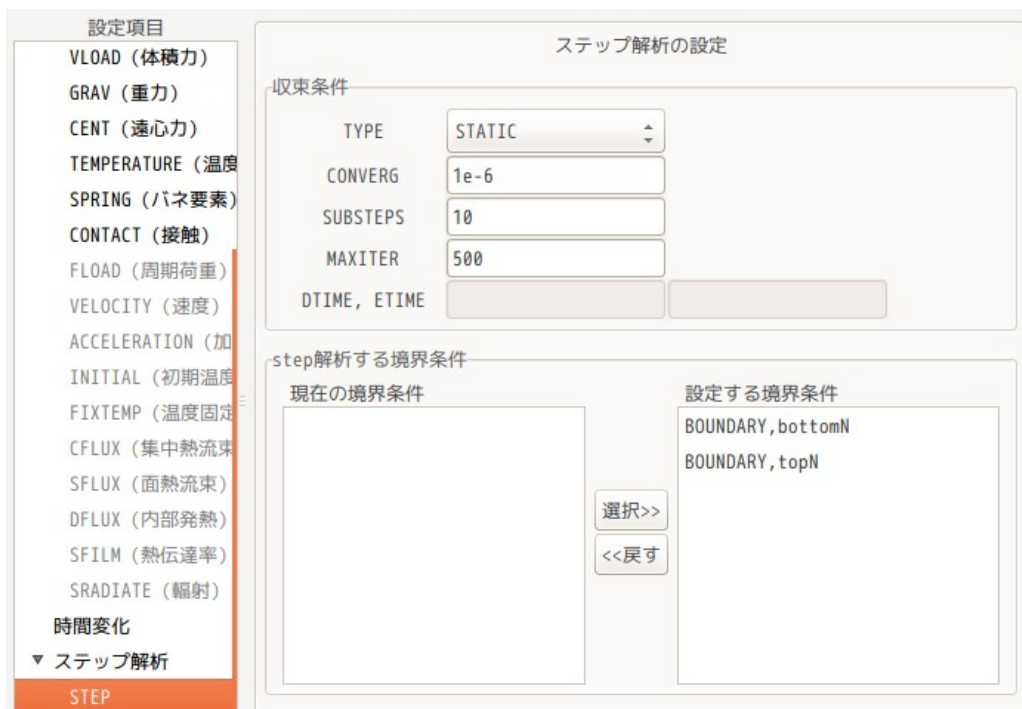 設定項目
VLOAD (体積力)
GRAV (重力)
CENT (遠心力)
TEMPERATURE (温度
SPRING (バネ要素)
CONTACT (接触)
FLOAD (周期荷重)
VELOCITY (速度)
ACCELERATION (加
INITIAL (初期温度
FIXTEMP (温度固定
CFLUX (集中熱流束
SFLUX (面熱流束)
DFLUX (内部発熱)
SFILM (熱伝達率)
SRADIATE (輻射)
時間変化
▼ ステップ解析
STEP
ステップ解析の設定
収束条件
TYPE STATIC
CONVERG 1e-6
SUBSTEPS 10
MAXITER 500
DTIME, ETIME
step解析する境界条件
現在の境界条件
選択>>
<<戻す
設定する境界条件
BOUNDARY,bottomN
BOUNDARY,topN